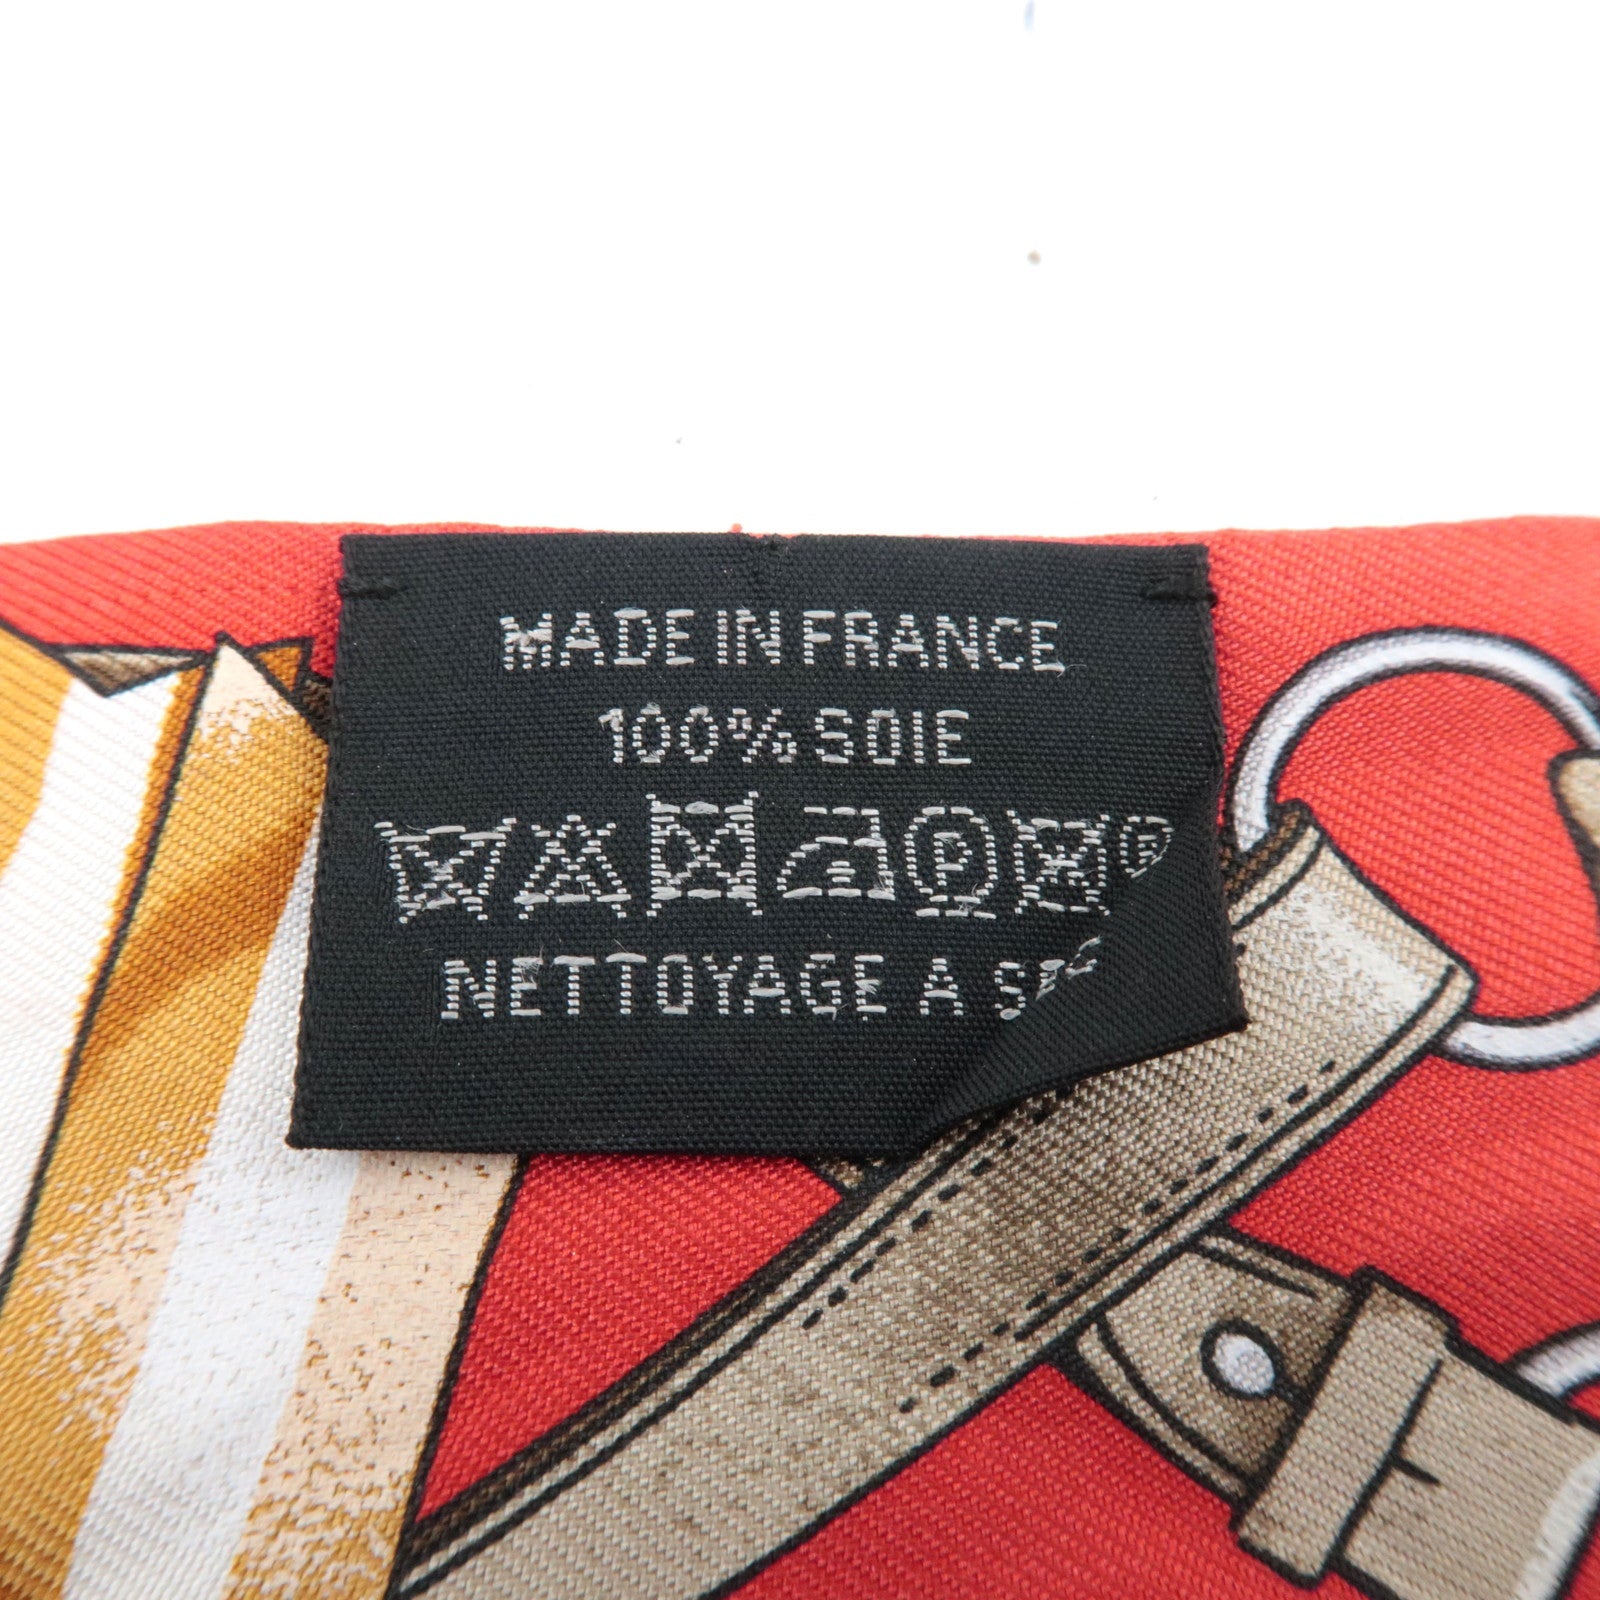 MADE IN FRANCE
100% SOIE
P ®
NETTOYAGE A SEC